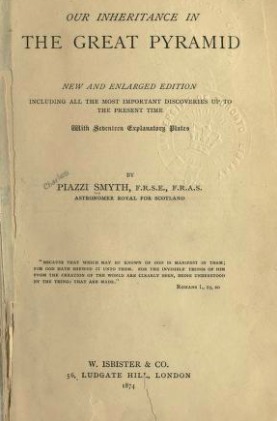 OUR INHERITANCE IN
THE GREAT PYRAMID
NEW AND ENLARGED EDITION
INCLUDING ALL THE MOST IMPORTANT DISCOVERIES UP TO
THE PRESENT TIME
With Seventeen Explanatory Plates
BY
Charles
PIAZZI SMYTH, F.R.S.E., F.R.A.S.
ASTRONOMER ROYAL FOR SCOTLAND
"BECAUSE THAT WHICH MAY BE KNOWN OF GOD IS MANIFEST IN THEM;
FOR GOD HATH SHEWED IT UNTO THEM. FOR THE INVISIBLE THINGS OF HIM
FROM THE CREATION OF THE WORLD ARE CLEARLY SEEN, BEING UNDERSTOOD
BY THE THINGS THAT ARE MADE."
ROMANS I., 19, 20
W. ISBISTER & CO.
56, LUDGATE HILL, LONDON
1874